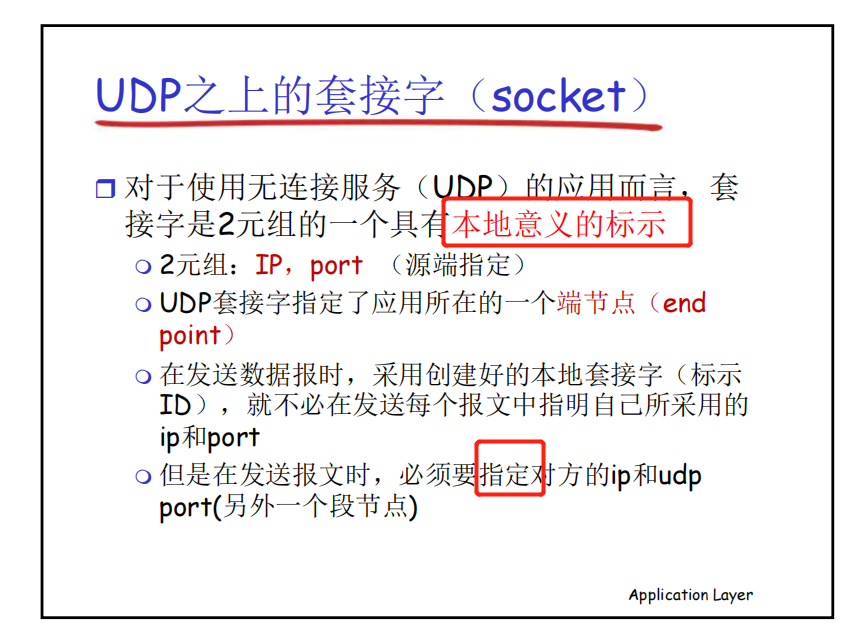 UDP之上的套接字（socket）
对于使用无连接服务（UDP）的应用而言，套
接字是2元组的一个具有本地意义的标示
2元组：IP，port （源端指定）
UDP套接字指定了应用所在的一个端节点（end
point）
在发送数据报时，采用创建好的本地套接字（标示
ID），就不必在发送每个报文中指明自己所采用的
ip和port
但是在发送报文时，必须要指定对方的ip和udp
port(另外一个段节点)
Application Layer